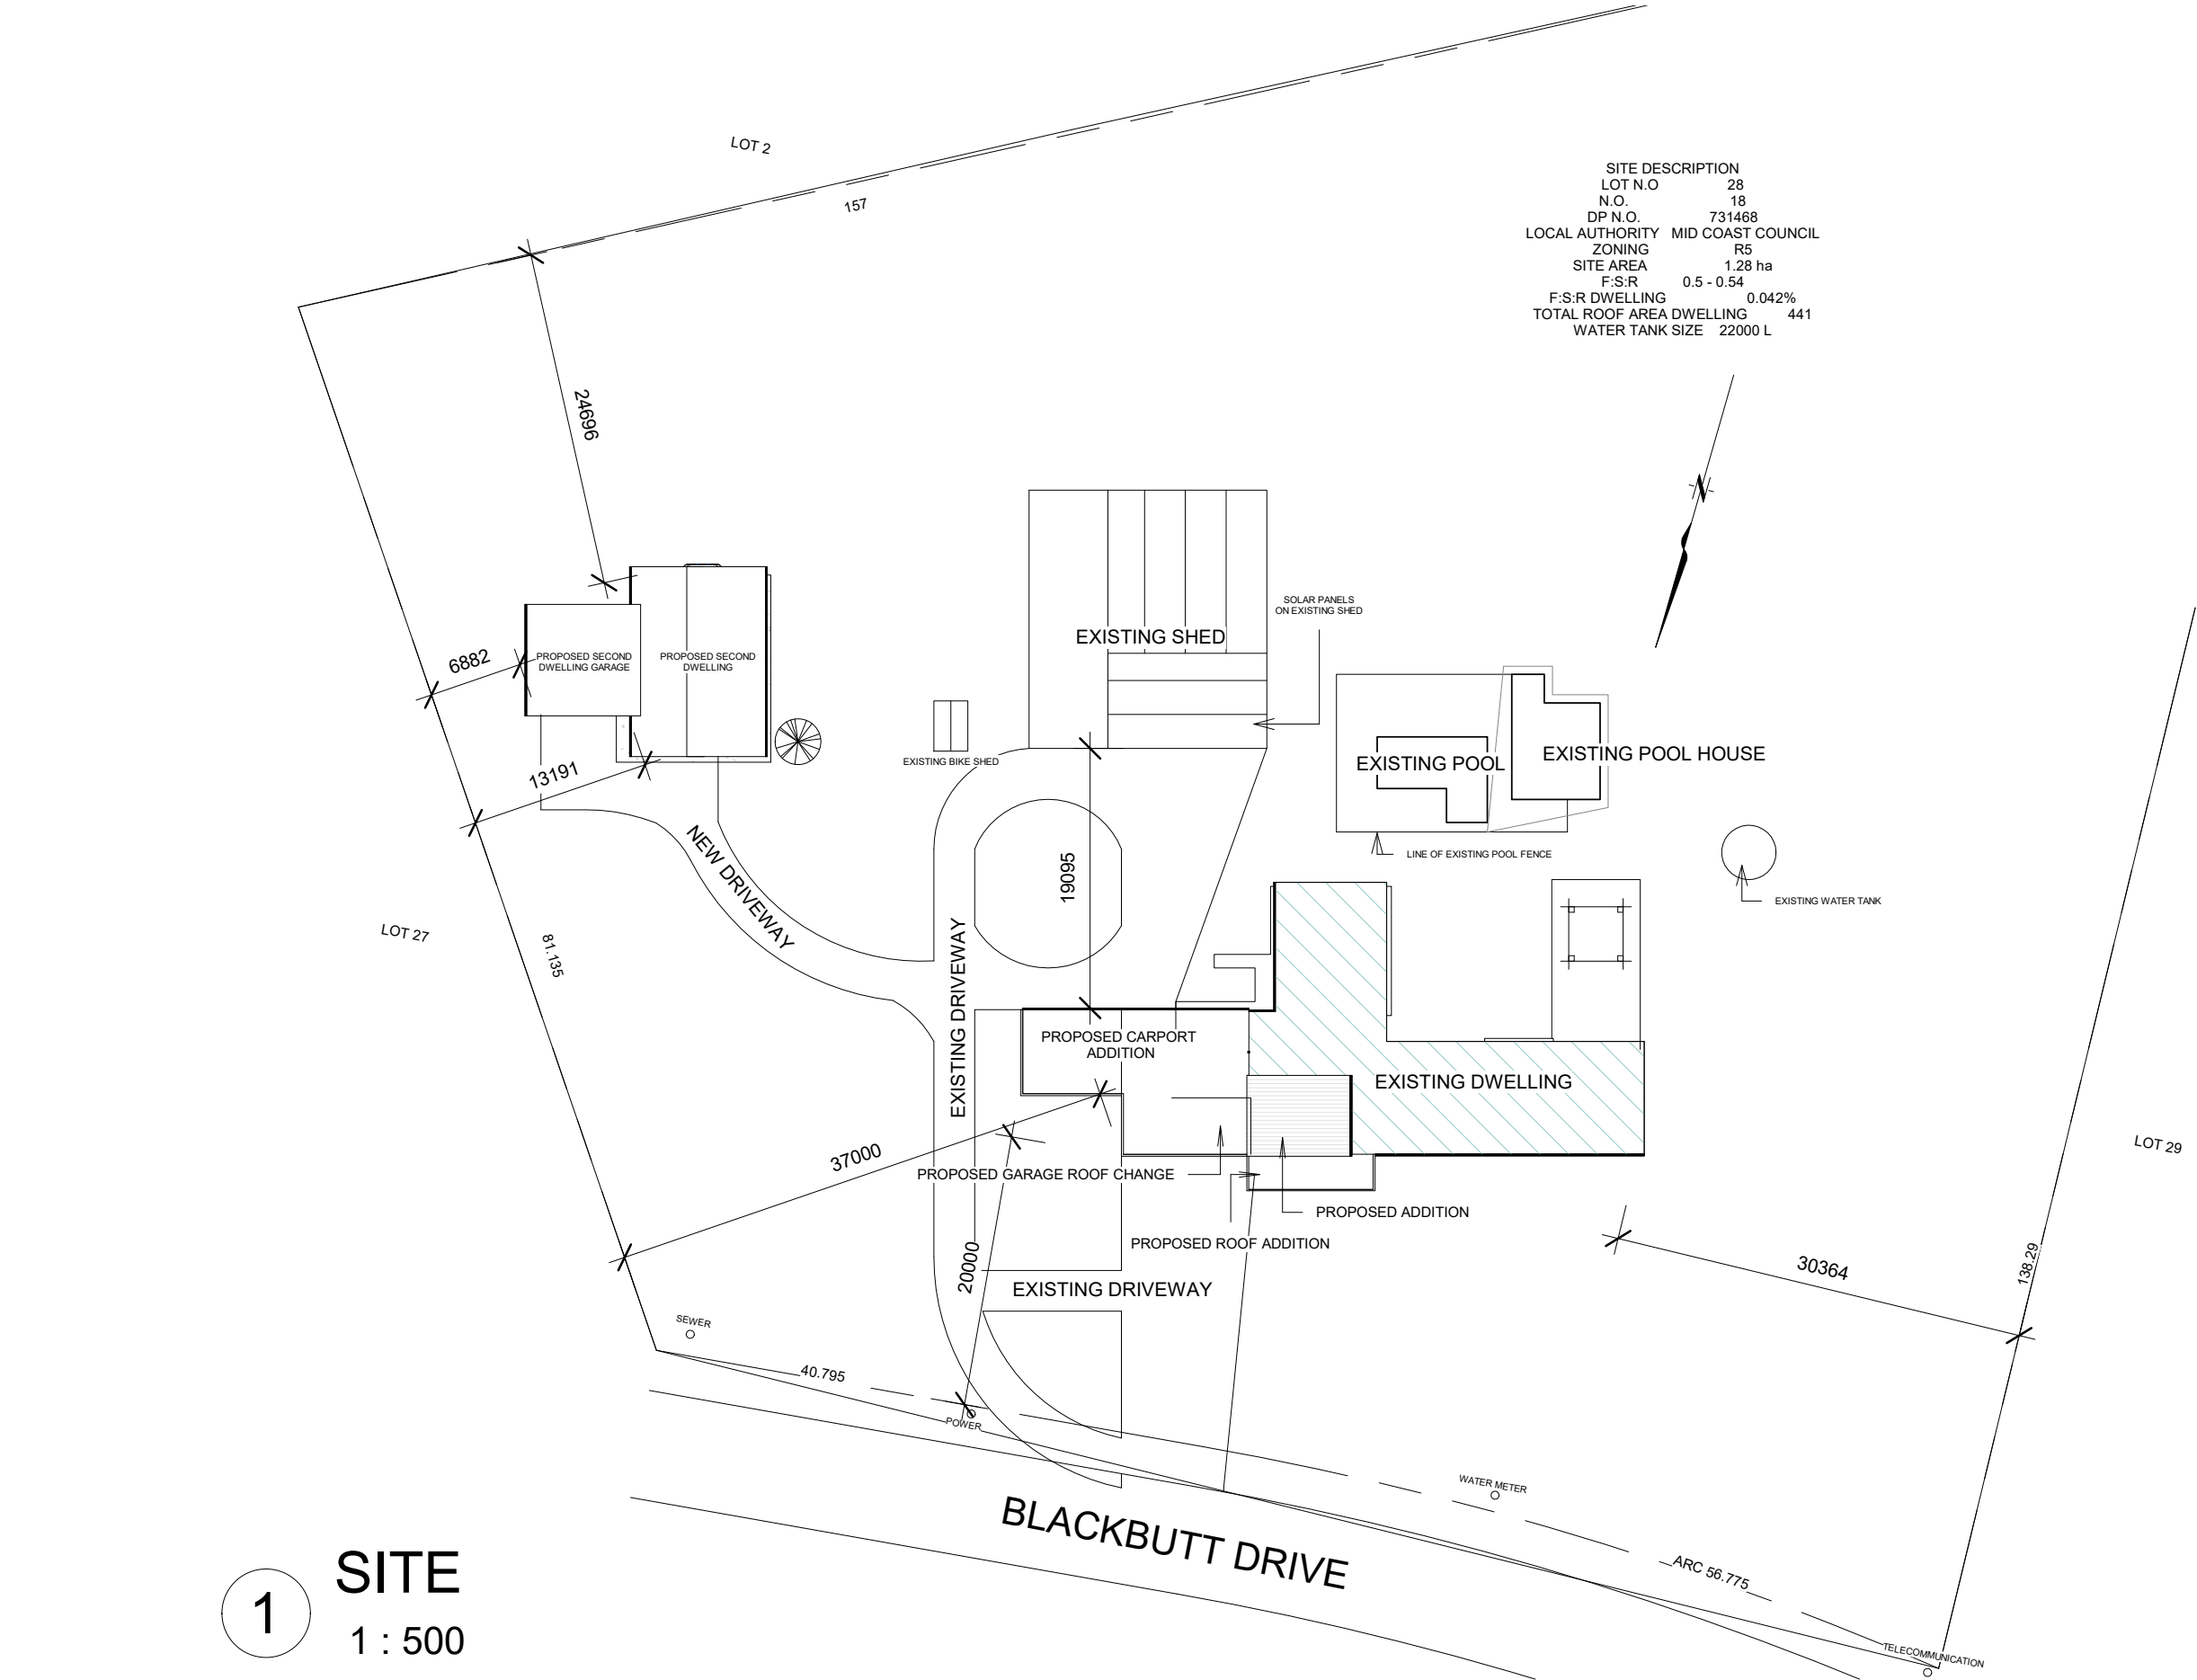 LOT 2
157
SITE DESCRIPTION
LOT N.O 28
N.O. 18
DP N.O. 731468
LOCAL AUTHORITY MID COAST COUNCIL
ZONING R5
SITE AREA 1.28 ha
F:S:R 0.5 - 0.54
F:S:R DWELLING 0.042%
TOTAL ROOF AREA DWELLING 441
WATER TANK SIZE 22000 L
N
24696
SOLAR PANELS
ON EXISTING SHED
EXISTING SHED
6882
PROPOSED SECOND
DWELLING GARAGE
PROPOSED SECOND
DWELLING
EXISTING BIKE SHED
EXISTING POOL
EXISTING POOL HOUSE
13191
NEW DRIVEWAY
LINE OF EXISTING POOL FENCE
19095
EXISTING WATER TANK
LOT 27
81.135
EXISTING DRIVEWAY
PROPOSED CARPORT
ADDITION
EXISTING DWELLING
37000
PROPOSED GARAGE ROOF CHANGE
LOT 29
PROPOSED ADDITION
PROPOSED ROOF ADDITION
20000
30364
138.29
EXISTING DRIVEWAY
SEWER
40.795
POWER
WATER METER
BLACKBUTT DRIVE
ARC 56.775
TELECOMMUNICATION
1
SITE
1 : 500